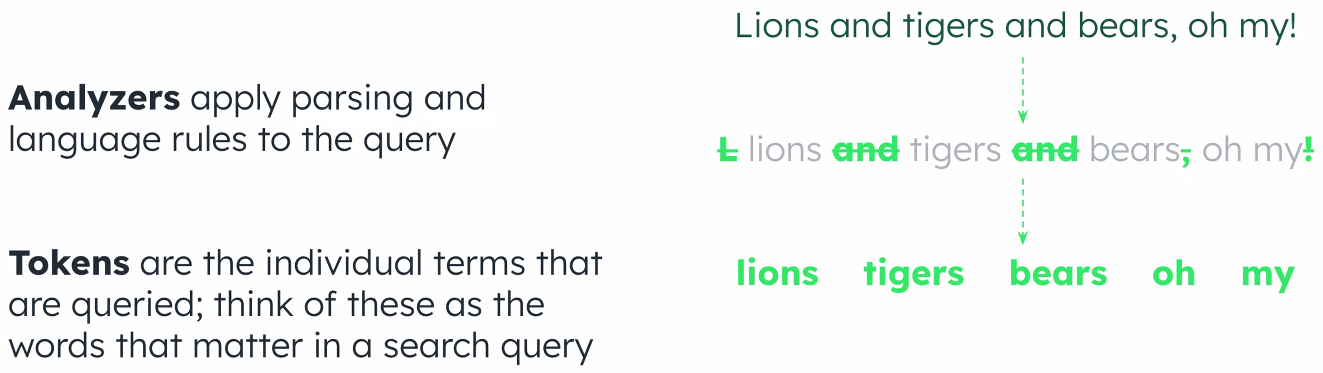 Lions and tigers and bears, oh my!
Analyzers apply parsing and
language rules to the query
L lions and tigers and bears, oh my!
Tokens are the individual terms that
are queried; think of these as the
words that matter in a search query
lions tigers bears oh my